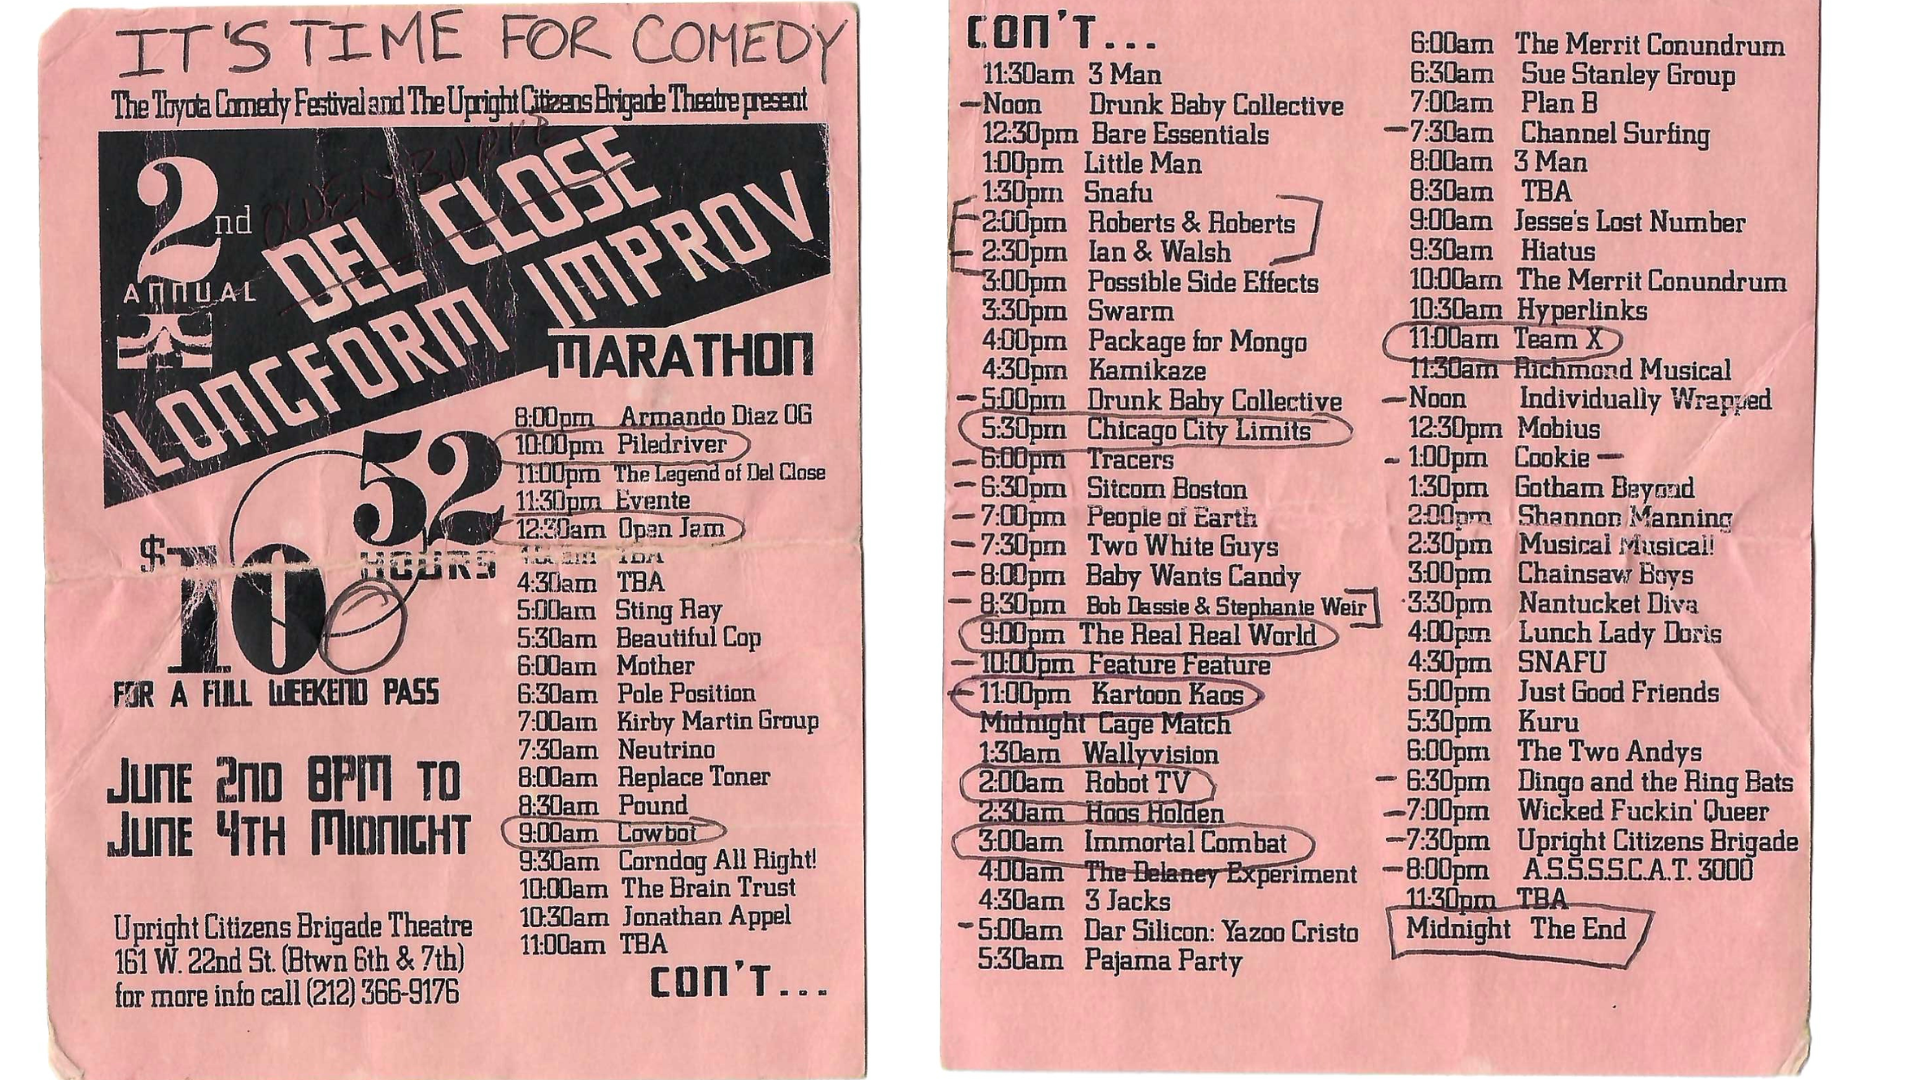 IT'S TIME FOR COMEDY
The Toyota Comedy Festival and The Upright Citizens Brigade Theatre present
2nd
ANNUAL
OWEN BURKE
DEL CLOSE
LONGFORM IMPROV
MARATHON
52
HOURS
$10
FOR A FULL WEEKEND PASS
JUNE 2ND 8PM TO
JUNE 4TH MIDNIGHT
Upright Citizens Brigade Theatre
161 W. 22nd St. (Btwn 6th & 7th)
for more info call (212) 366-9176
8:00pm Armando Diaz OG
10:00pm Piledriver
11:00pm The Legend of Del Close
11:30pm Evente
12:30am Open Jam
TBA
4:30am TBA
5:00am Sting Ray
5:30am Beautiful Cop
6:00am Mother
6:30am Pole Position
7:00am Kirby Martin Group
7:30am Neutrino
8:00am Replace Toner
8:30am Pound
9:00am Cowbot
9:30am Corndog All Right!
10:00am The Brain Trust
10:30am Jonathan Appel
11:00am TBA
CON'T...
CON'T...
11:30am 3 Man
-Noon Drunk Baby Collective
12:30pm Bare Essentials
1:00pm Little Man
1:30pm Snafu
-2:00pm Roberts & Roberts
-2:30pm Ian & Walsh
3:00pm Possible Side Effects
3:30pm Swarm
4:00pm Package for Mongo
4:30pm Kamikaze
-5:00pm Drunk Baby Collective
5:30pm Chicago City Limits
-6:00pm Tracers
-6:30pm Sitcom Boston
-7:00pm People of Earth
-7:30pm Two White Guys
-8:00pm Baby Wants Candy
-8:30pm Bob Dassie & Stephanie Weir
9:00pm The Real Real World
-10:00pm Feature Feature
-11:00pm Kartoon Kaos
Midnight Cage Match
1:30am Wallyvision
2:00am Robot TV
2:30am Hoos Holden
3:00am Immortal Combat
4:00am The Delaney Experiment
4:30am 3 Jacks
-5:00am Dar Silicon: Yazoo Cristo
5:30am Pajama Party
6:00am The Merrit Conundrum
6:30am Sue Stanley Group
7:00am Plan B
-7:30am Channel Surfing
8:00am 3 Man
8:30am TBA
9:00am Jesse's Lost Number
9:30am Hiatus
10:00am The Merrit Conundrum
10:30am Hyperlinks
11:00am Team X
11:30am Richmond Musical
-Noon Individually Wrapped
12:30pm Mobius
-1:00pm Cookie -
1:30pm Gotham Beyond
2:00pm Shannon Manning
2:30pm Musical Musical!
3:00pm Chainsaw Boys
3:30pm Nantucket Diva
4:00pm Lunch Lady Doris
4:30pm SNAFU
5:00pm Just Good Friends
5:30pm Kuru
6:00pm The Two Andys
-6:30pm Dingo and the Ring Bats
-7:00pm Wicked Fuckin' Queer
-7:30pm Upright Citizens Brigade
-8:00pm A.S.S.S.S.C.A.T. 3000
11:30pm TBA
Midnight The End